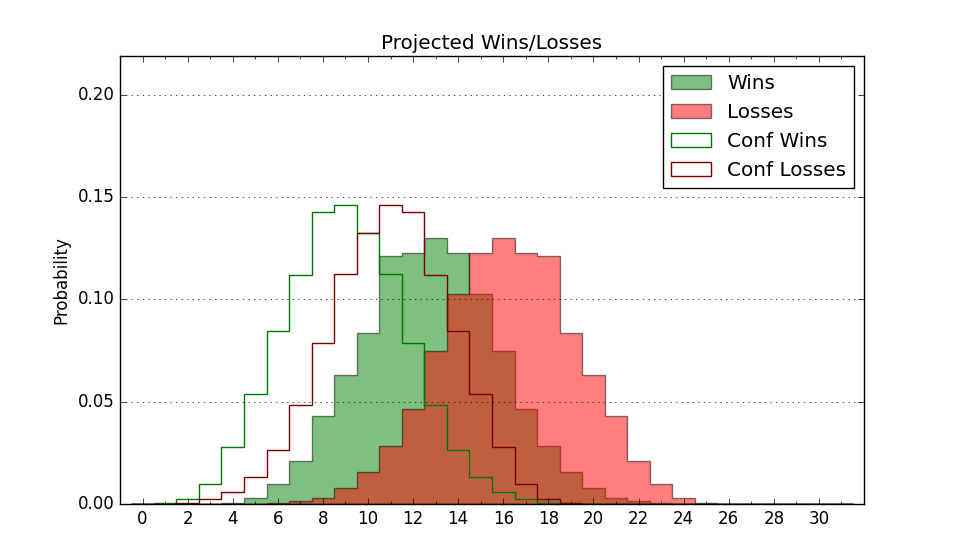 Projected Wins/Losses
Wins
Losses
Conf Wins
Conf Losses
0.20
0.15
0.10
0.05
0.00
Probability
0 2 4 6 8 10 12 14 16 18 20 22 24 26 28 30